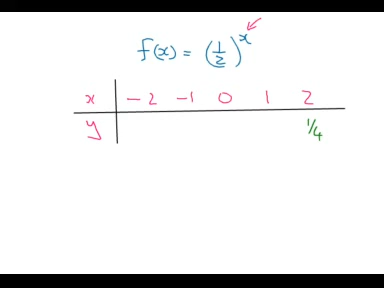 f(x) = (1/2)^x
x -2 -1 0 1 2
y 1/4